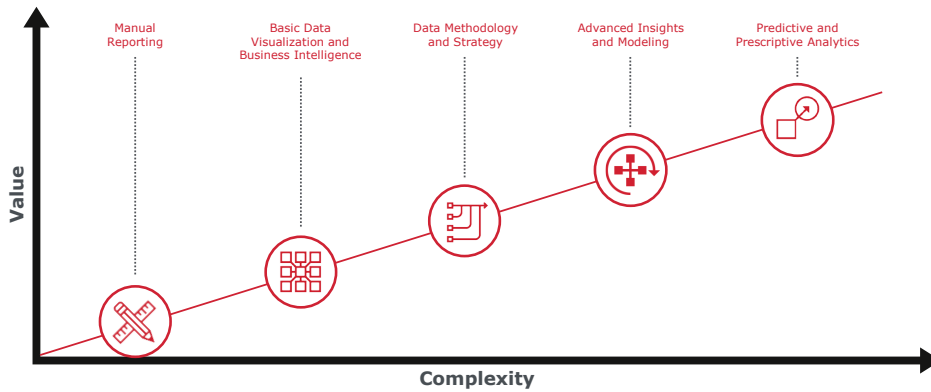 Manual
Reporting
Basic Data
Visualization and
Business Intelligence
Data Methodology
and Strategy
Advanced Insights
and Modeling
Predictive and
Prescriptive Analytics
Value
Complexity